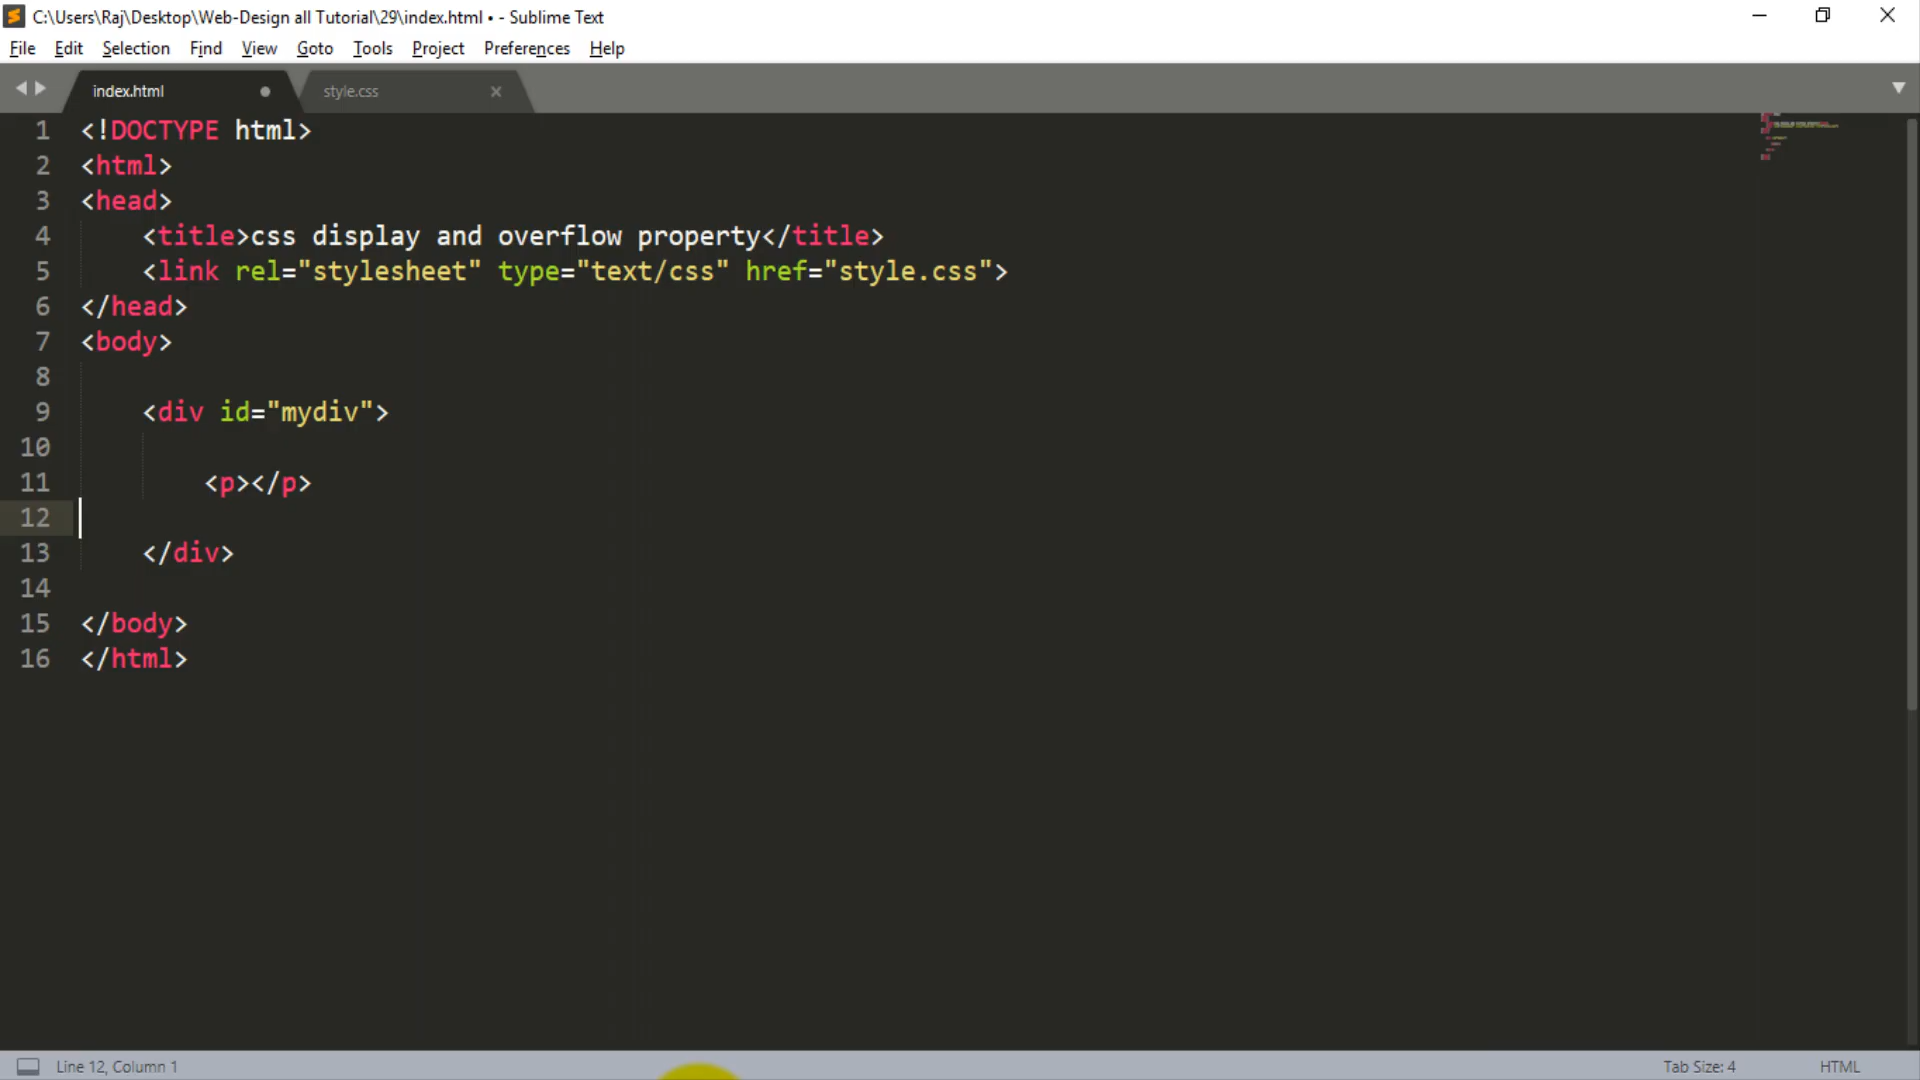 C:\Users\Raj\Desktop\Web-Design all Tutorial\29\index.html • - Sublime Text
File Edit Selection Find View Goto Tools Project Preferences Help
index.html style.css
1 <!DOCTYPE html>
2 <html>
3 <head>
4 <title>css display and overflow property</title>
5 <link rel="stylesheet" type="text/css" href="style.css">
6 </head>
7 <body>
8
9 <div id="mydiv">
10
11 <p></p>
12
13 </div>
14
15 </body>
16 </html>
Line 12, Column 1 Tab Size: 4 HTML